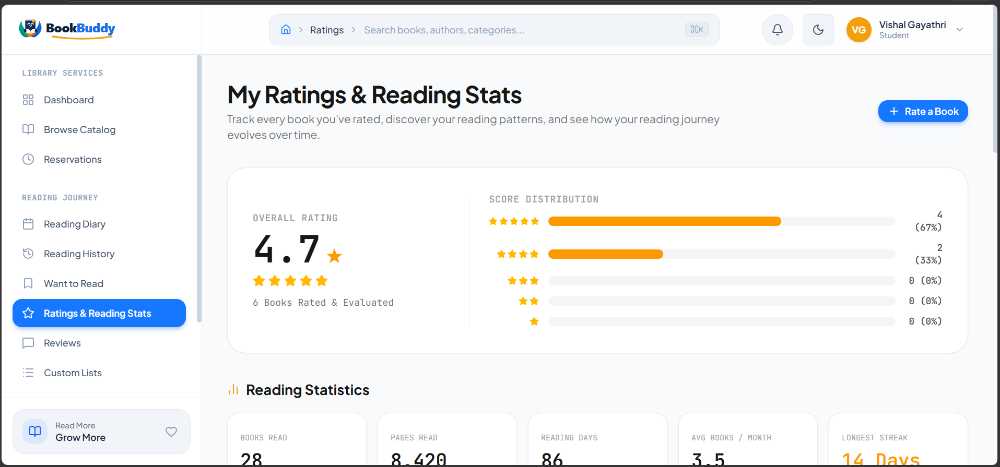 BookBuddy
Ratings
Search books, authors, categories...
⌘K
VG
Vishal Gayathri
Student
LIBRARY SERVICES
Dashboard
Browse Catalog
Reservations
READING JOURNEY
Reading Diary
Reading History
Want to Read
Ratings & Reading Stats
Reviews
Custom Lists
Read More
Grow More
My Ratings & Reading Stats
Track every book you've rated, discover your reading patterns, and see how your reading journey
evolves over time.
Rate a Book
OVERALL RATING
4.7
6 Books Rated & Evaluated
SCORE DISTRIBUTION
4
(67%)
2
(33%)
0 (0%)
0 (0%)
0 (0%)
Reading Statistics
BOOKS READ
28
PAGES READ
8,420
READING DAYS
86
AVG BOOKS / MONTH
3.5
LONGEST STREAK
14 Days